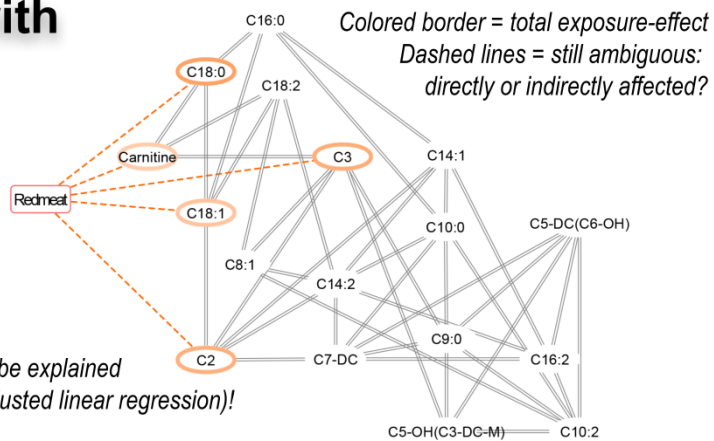 ith
Colored border = total exposure-effect
Dashed lines = still ambiguous:
directly or indirectly affected?
C16:0
C18:0
C18:2
Carnitine
C3
C14:1
Redmeat
C18:1
C10:0
C5-DC(C6-OH)
C8:1
C14:2
C9:0
C2
C7-DC
C16:2
be explained
usted linear regression)!
C5-OH(C3-DC-M)
C10:2